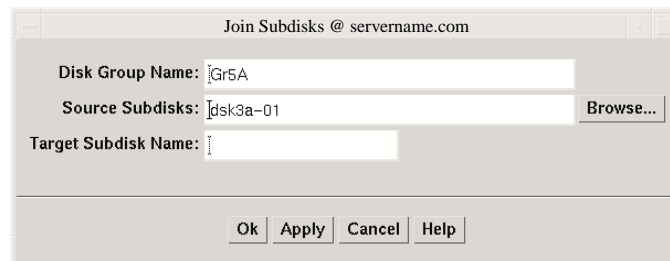 Join Subdisks @ servername.com
Disk Group Name: Gr5A
Source Subdisks: dsk3a-01 Browse...
Target Subdisk Name:
Ok Apply Cancel Help